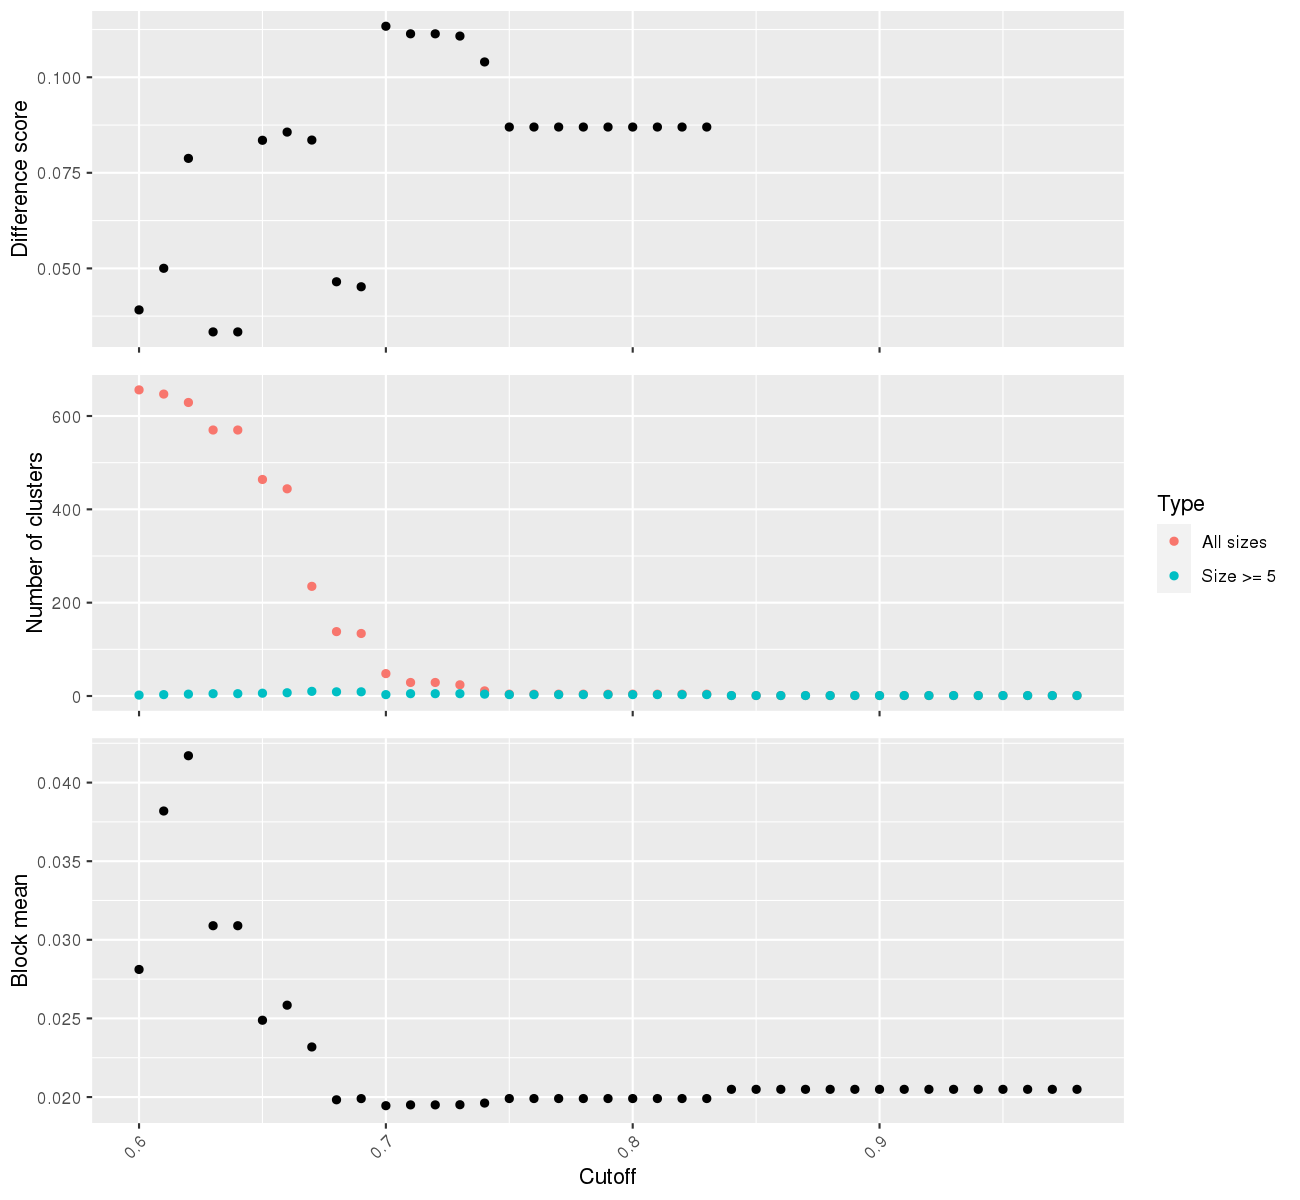 Difference score
0.100
0.075
0.050
Number of clusters
600
400
200
0
Type
All sizes
Size >= 5
Block mean
0.040
0.035
0.030
0.025
0.020
0.6
0.7
0.8
0.9
Cutoff